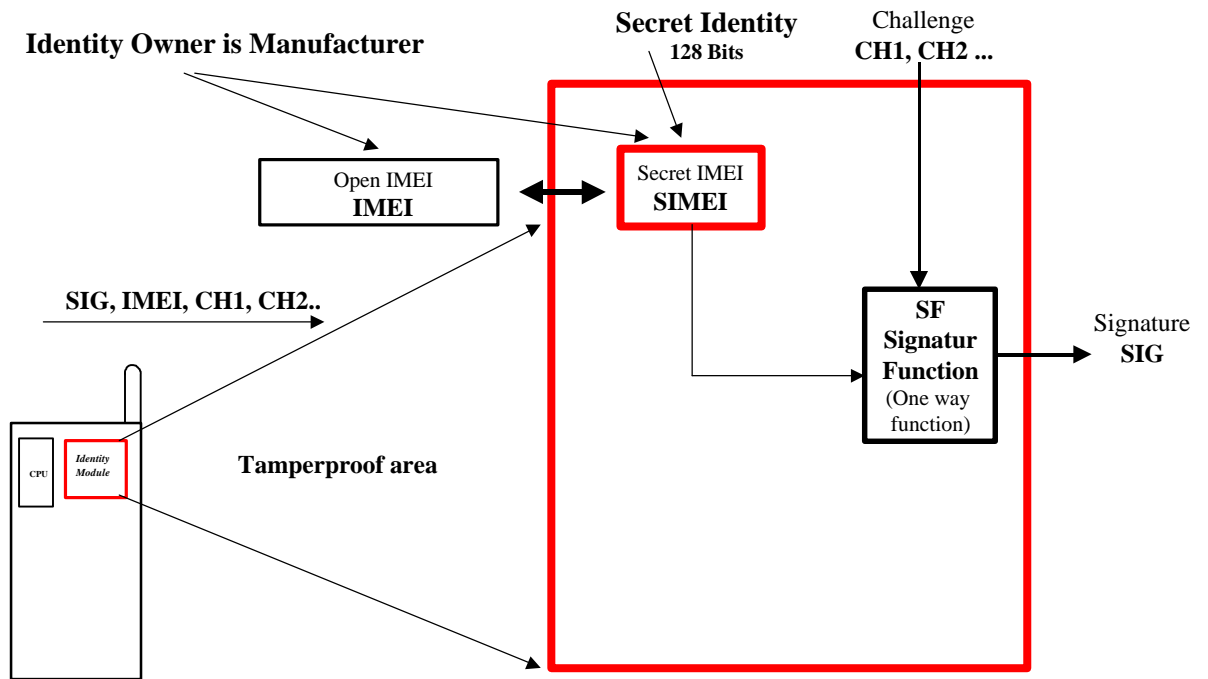 Identity Owner is Manufacturer
Secret Identity
128 Bits
Challenge
CH1, CH2 ...
Open IMEI
IMEI
Secret IMEI
SIMEI
SIG, IMEI, CH1, CH2..
SF
Signatur
Function
(One way
function)
Signature
SIG
CPU
Identity
Module
Tamperproof area